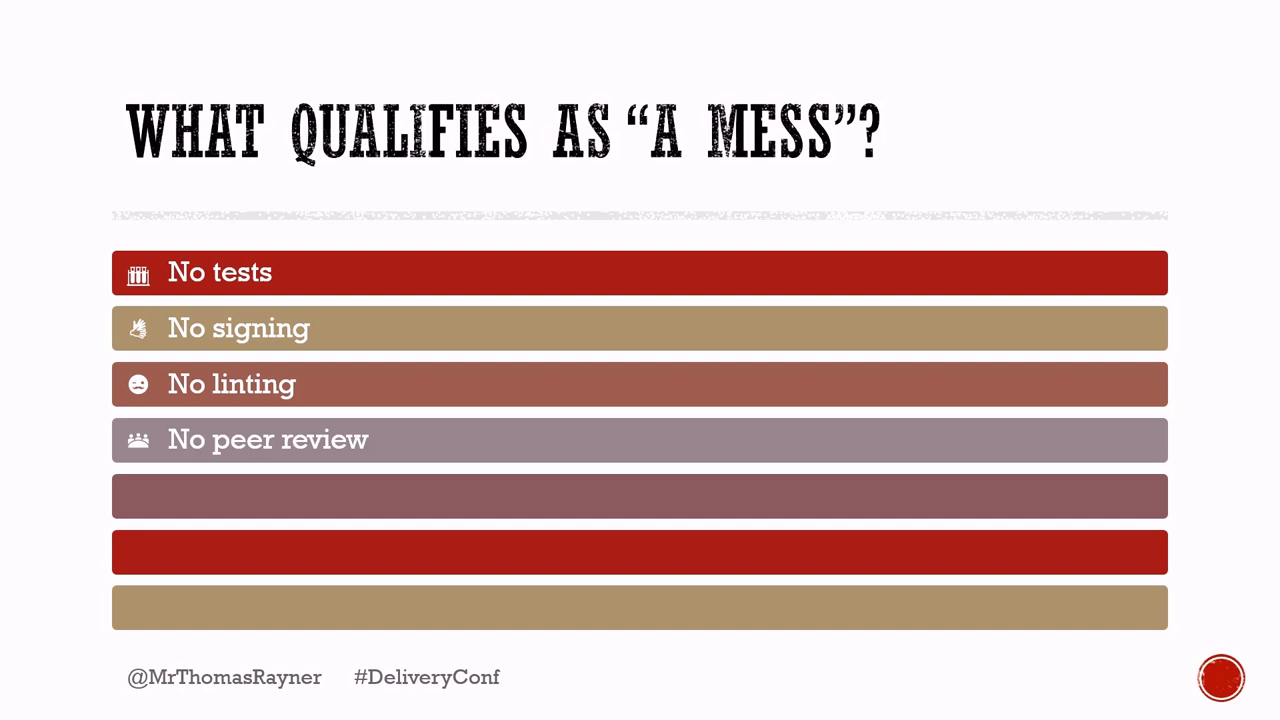 WHAT QUALIFIES AS “A MESS”?
No tests
No signing
No linting
No peer review
@MrThomasRayner #DeliveryConf